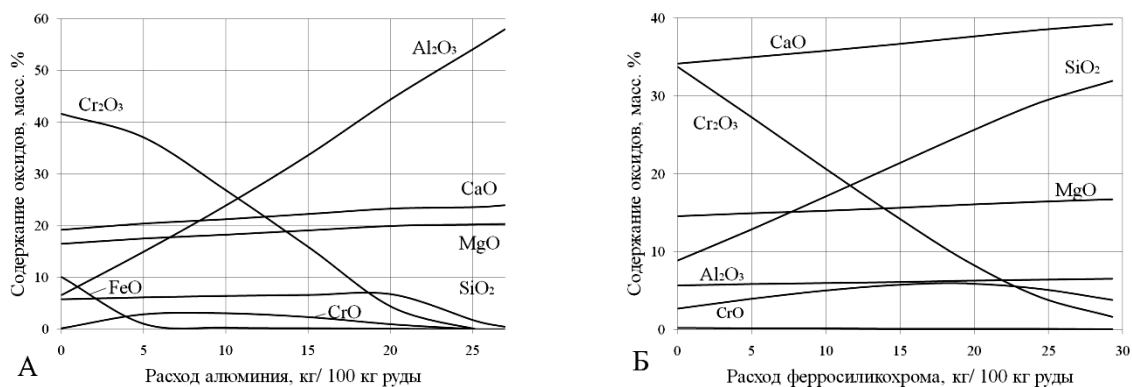 Содержание оксидов, масс. %
60
50
40
30
20
10
0
Al₂O₃
Cr₂O₃
CaO
MgO
FeO
SiO₂
CrO
0 5 10 15 20 25
Расход алюминия, кг/ 100 кг руды
А
Содержание оксидов, масс. %
40
30
20
10
0
CaO
SiO₂
Cr₂O₃
MgO
Al₂O₃
CrO
0 5 10 15 20 25 30
Расход ферросиликохрома, кг/ 100 кг руды
Б